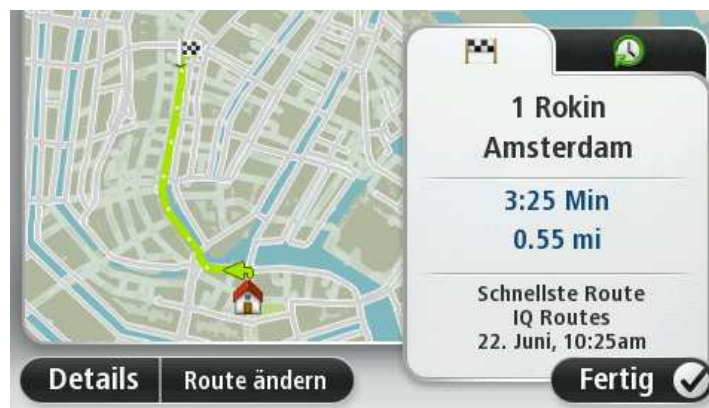 1 Rokin
Amsterdam
3:25 Min
0.55 mi
Schnellste Route
IQ Routes
22. Juni, 10:25am
Details
Route ändern
Fertig